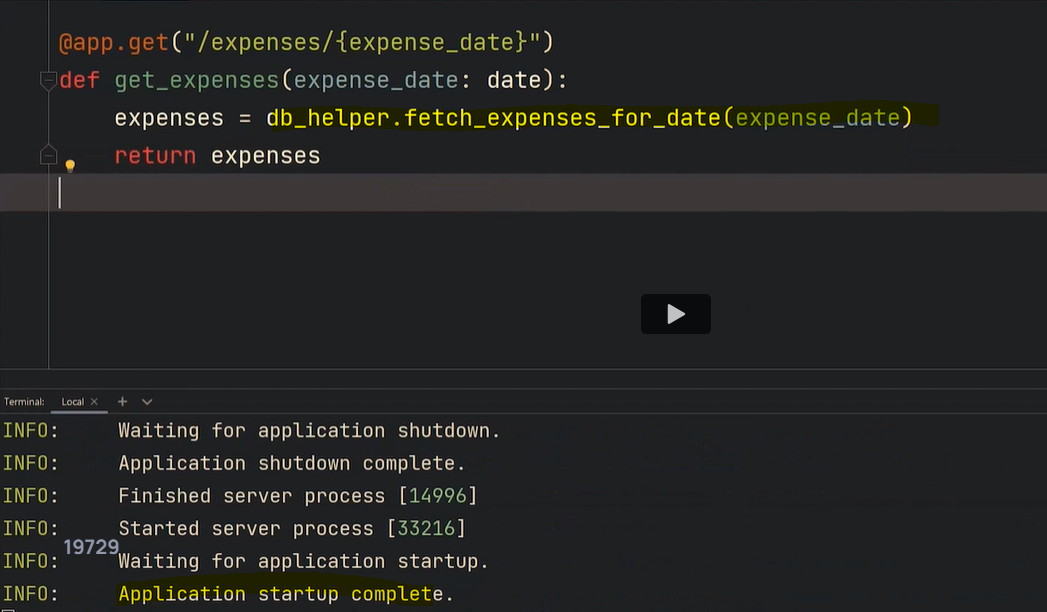 @app.get("/expenses/{expense_date}")
def get_expenses(expense_date: date):
    expenses = db_helper.fetch_expenses_for_date(expense_date)
    return expenses
Terminal: Local × + 
INFO:     Waiting for application shutdown.
INFO:     Application shutdown complete.
INFO:     Finished server process [14996]
INFO:     Started server process [33216]
19729
INFO:     Waiting for application startup.
INFO:     Application startup complete.